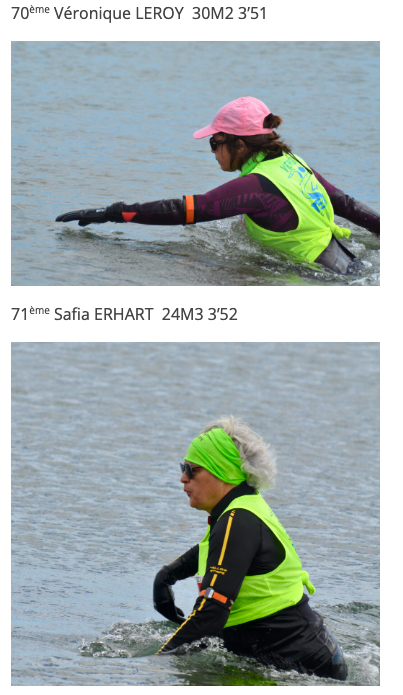 70ème Véronique LEROY 30M2 3’51
71ème Safia ERHART 24M3 3’52